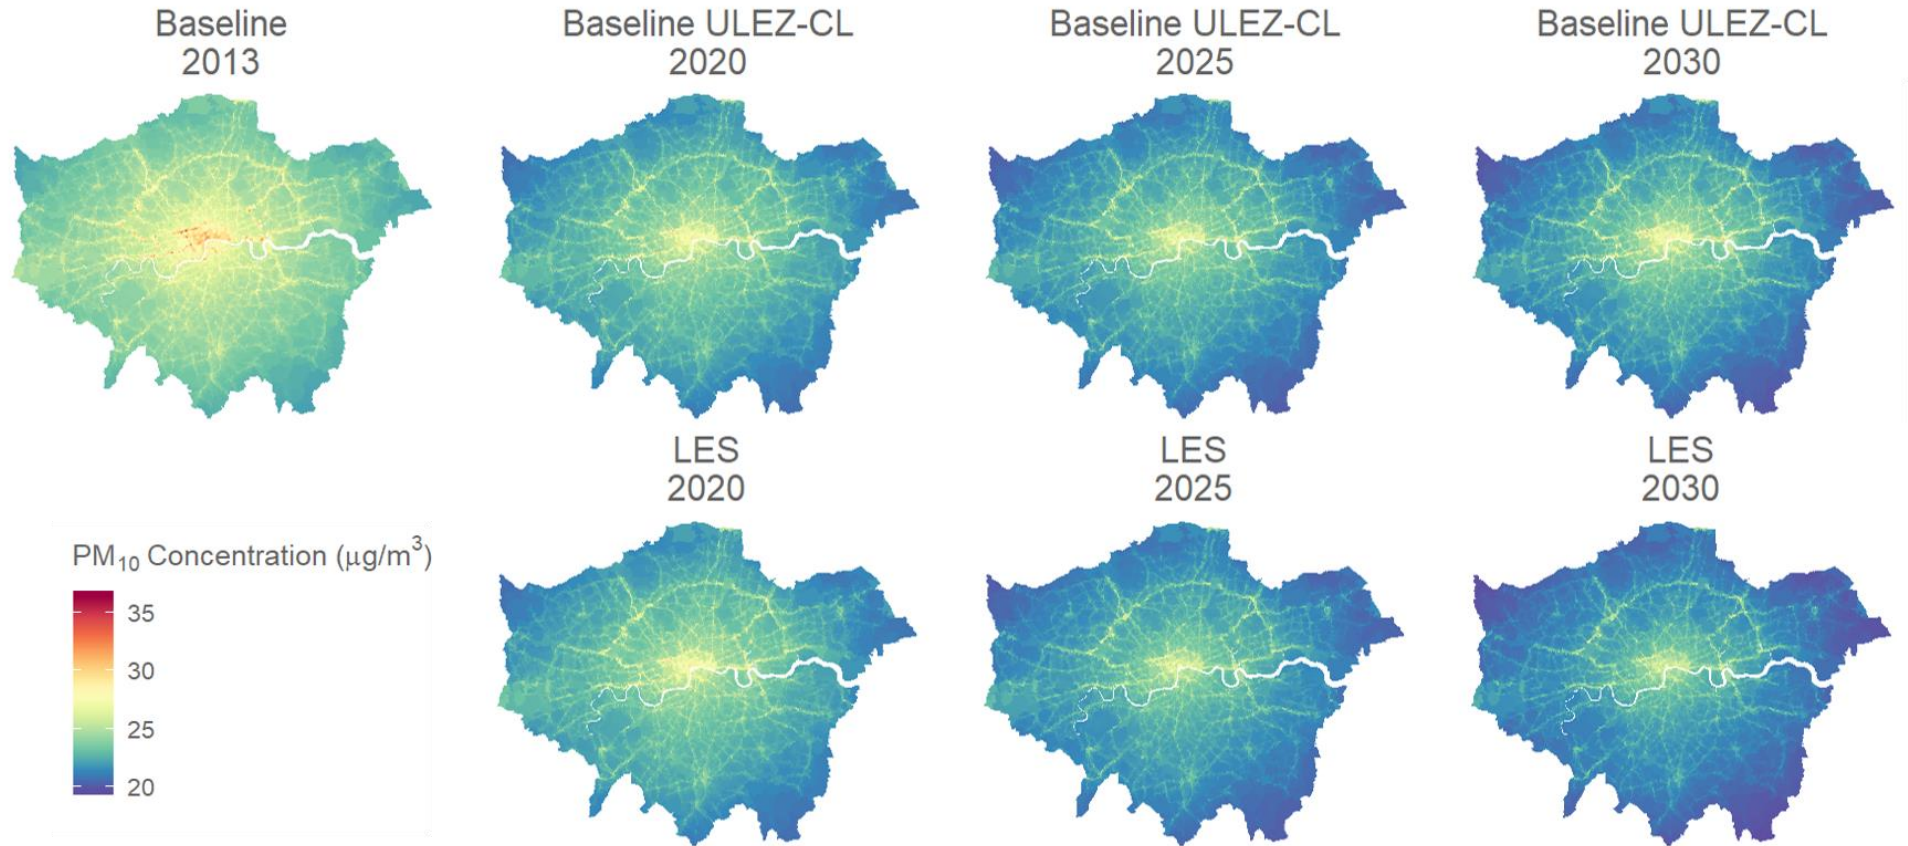 Baseline
2013
Baseline ULEZ-CL
2020
Baseline ULEZ-CL
2025
Baseline ULEZ-CL
2030
LES
2020
LES
2025
LES
2030
PM₁₀ Concentration (μg/m³)
35
30
25
20